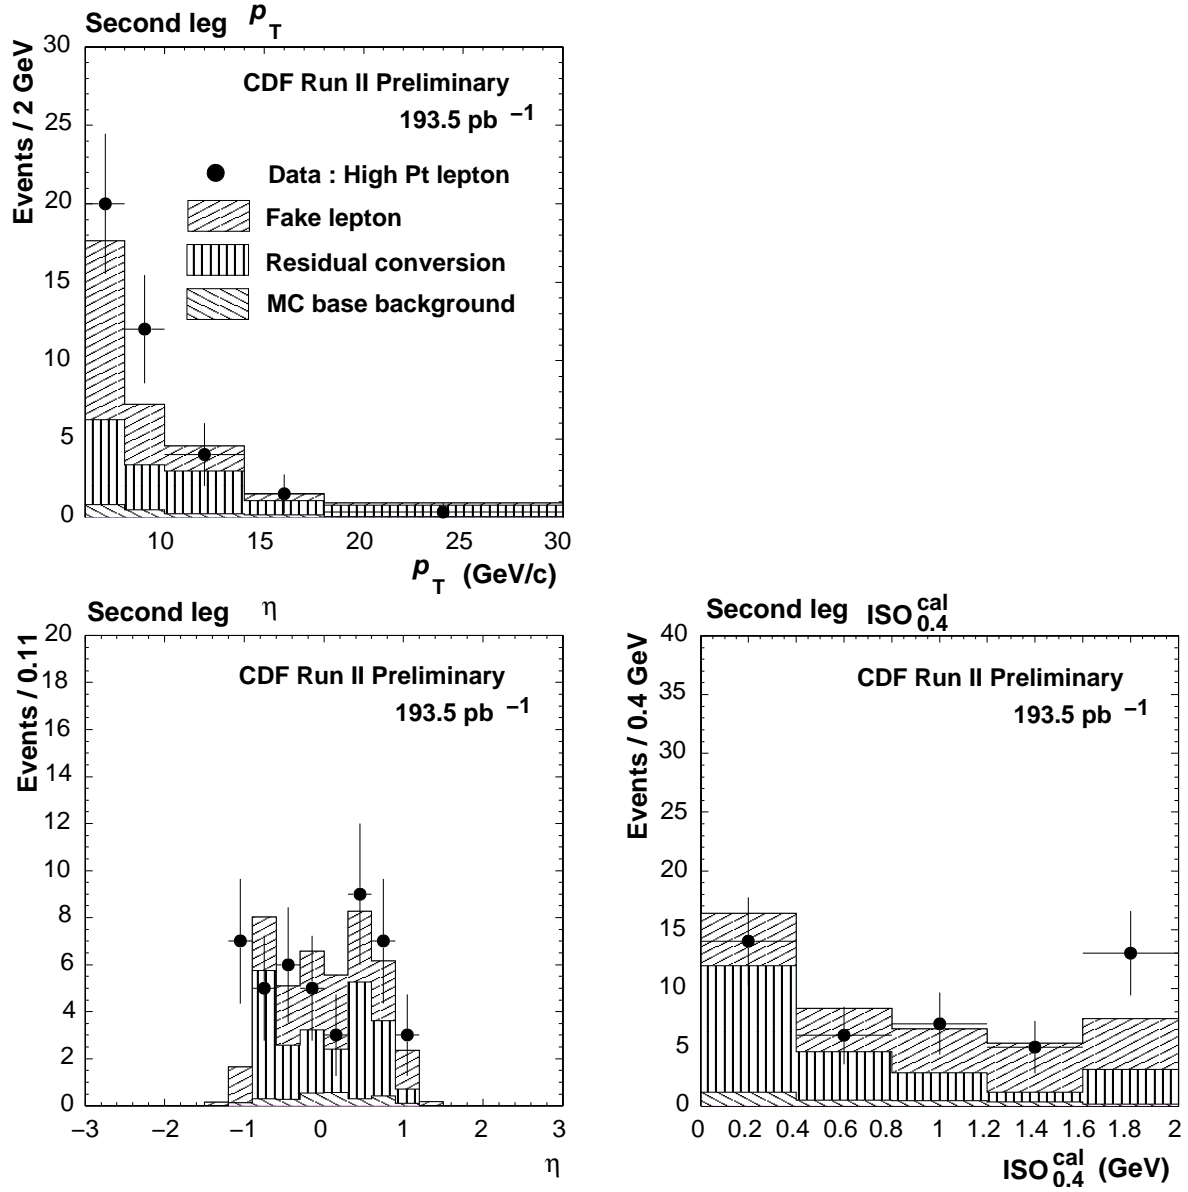 Second leg p T
Events / 2 GeV
30
25
20
15
10
5
0
CDF Run II Preliminary
193.5 pb −1
Data : High Pt lepton
Fake lepton
Residual conversion
MC base background
10 15 20 25 30
p T (GeV/c)
Second leg η
Events / 0.11
20
18
16
14
12
10
8
6
4
2
0
CDF Run II Preliminary
193.5 pb −1
−3 −2 −1 0 1 2 3
η
Second leg ISO cal 0.4
Events / 0.4 GeV
40
35
30
25
20
15
10
5
0
CDF Run II Preliminary
193.5 pb −1
0 0.2 0.4 0.6 0.8 1 1.2 1.4 1.6 1.8 2
ISO cal 0.4 (GeV)